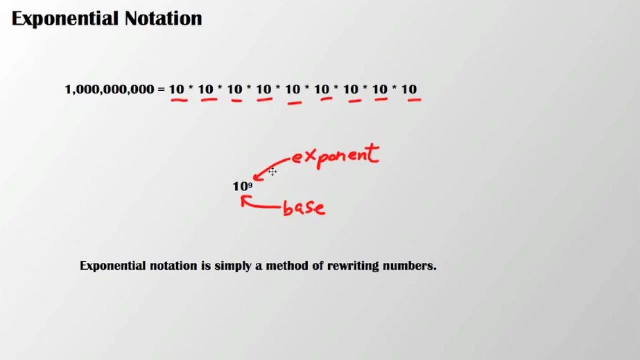 Exponential Notation
1,000,000,000 = 10 * 10 * 10 * 10 * 10 * 10 * 10 * 10 * 10
exponent
10⁹
base
Exponential notation is simply a method of rewriting numbers.